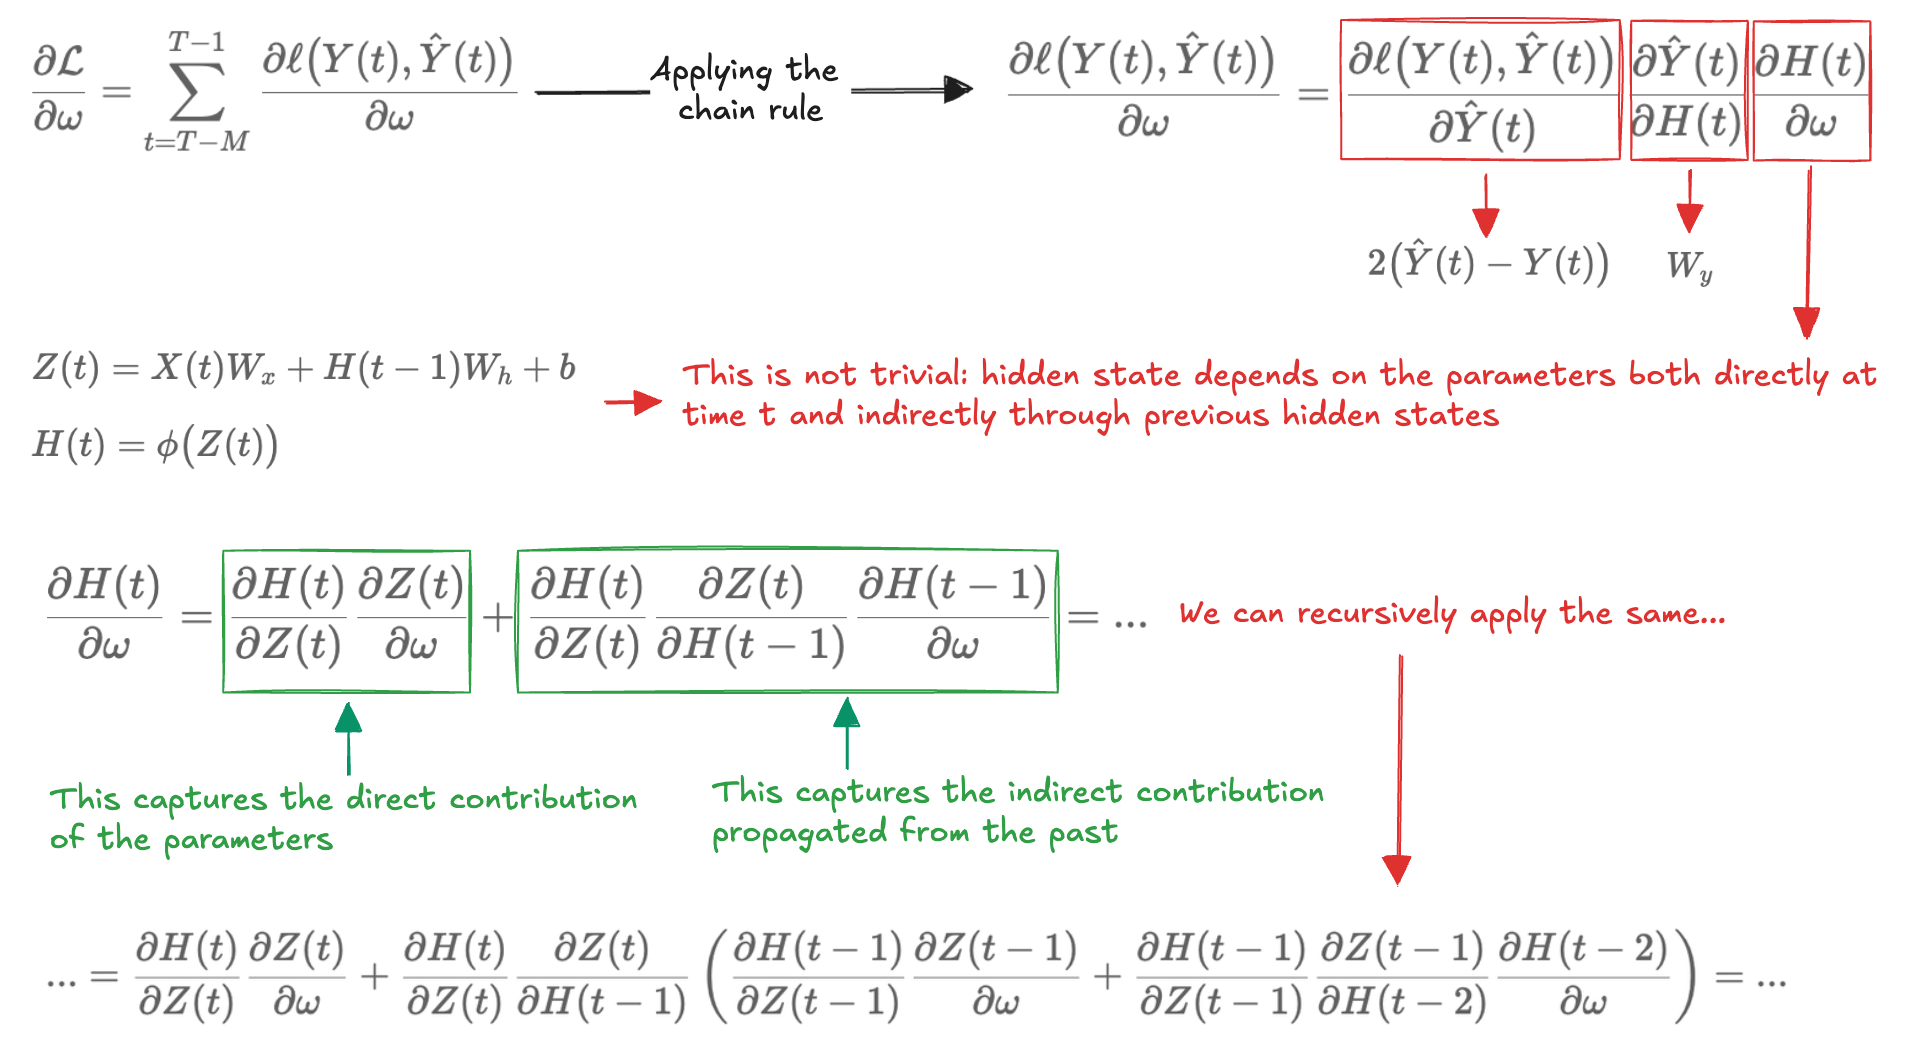 ∂ℒ/∂ω = ∑_{t=T−M}^{T−1} ∂ℓ(Y(t), Ŷ(t))/∂ω
Applying the
chain rule
∂ℓ(Y(t), Ŷ(t))/∂ω = ∂ℓ(Y(t), Ŷ(t))/∂Ŷ(t) ∂Ŷ(t)/∂H(t) ∂H(t)/∂ω
2(Ŷ(t) − Y(t))
W_y
Z(t) = X(t)W_x + H(t − 1)W_h + b
H(t) = ϕ(Z(t))
This is not trivial: hidden state depends on the parameters both directly at
time t and indirectly through previous hidden states
∂H(t)/∂ω = ∂H(t)/∂Z(t) ∂Z(t)/∂ω + ∂H(t)/∂Z(t) ∂Z(t)/∂H(t − 1) ∂H(t − 1)/∂ω = ...
We can recursively apply the same...
This captures the direct contribution
of the parameters
This captures the indirect contribution
propagated from the past
... = ∂H(t)/∂Z(t) ∂Z(t)/∂ω + ∂H(t)/∂Z(t) ∂Z(t)/∂H(t − 1) (∂H(t − 1)/∂Z(t − 1) ∂Z(t − 1)/∂ω + ∂H(t − 1)/∂Z(t − 1) ∂Z(t − 1)/∂H(t − 2) ∂H(t − 2)/∂ω) = ...